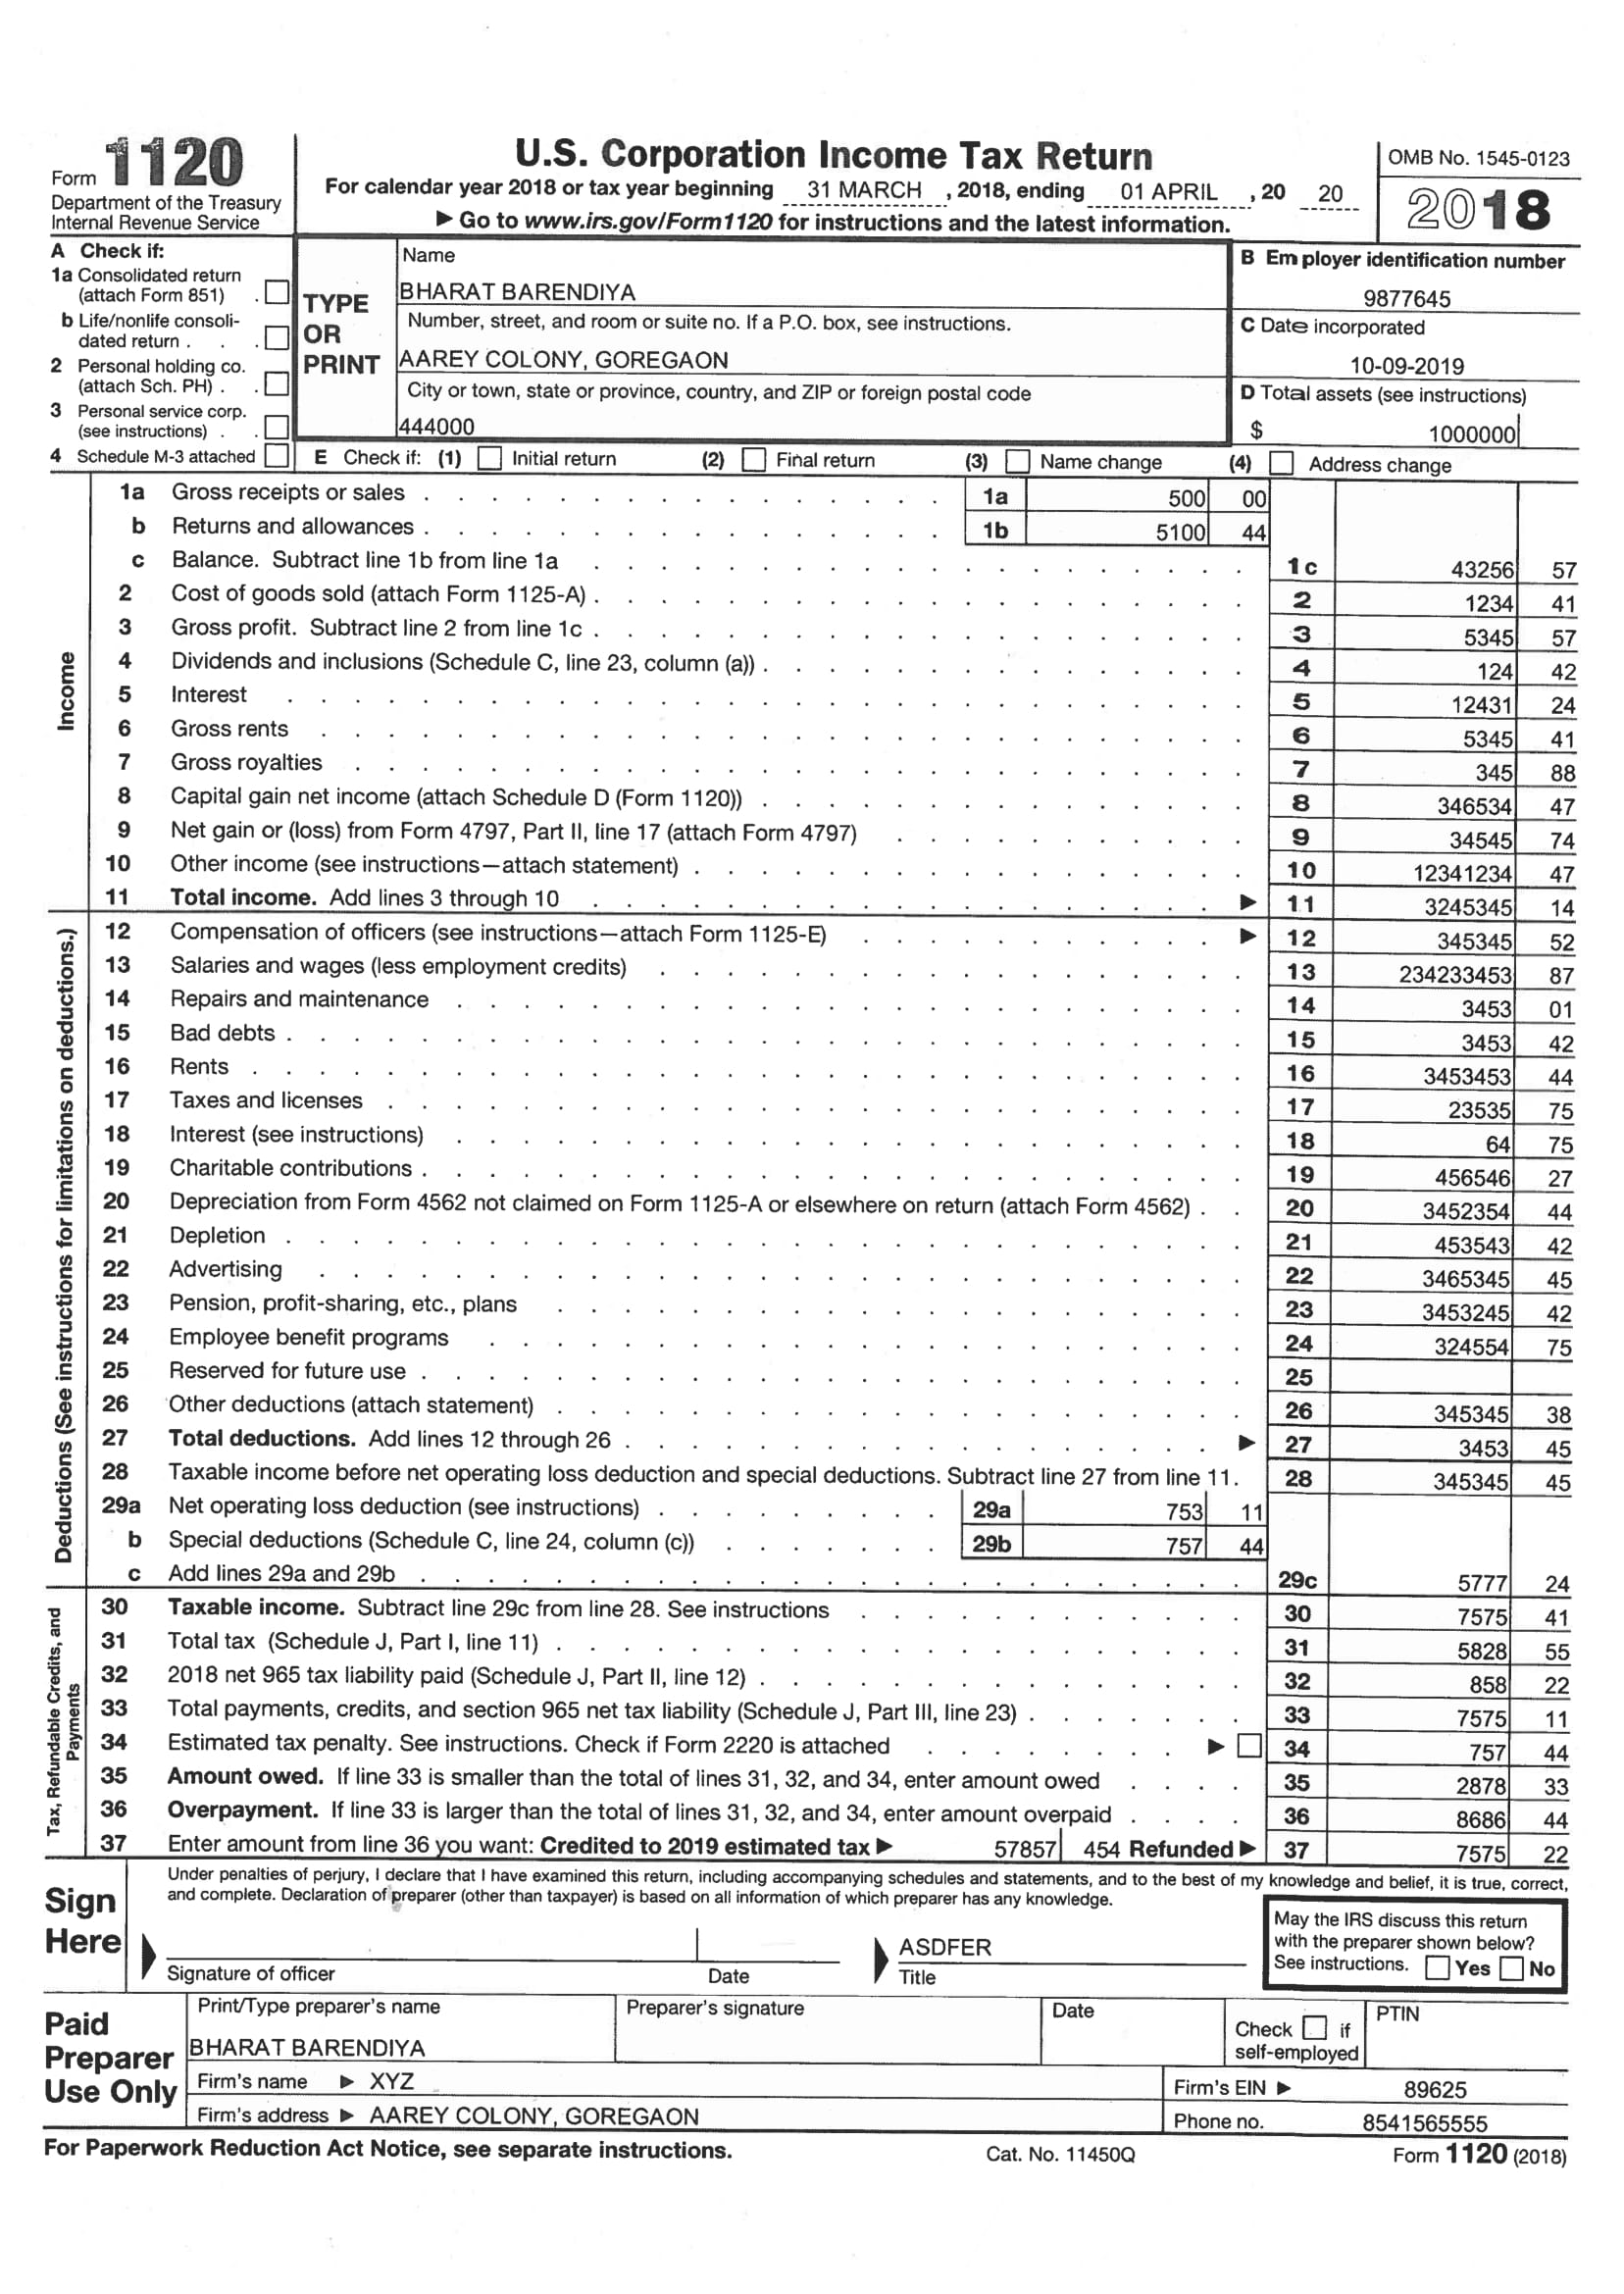 Form 1120
Department of the Treasury
Internal Revenue Service
U.S. Corporation Income Tax Return
For calendar year 2018 or tax year beginning 31 MARCH , 2018, ending 01 APRIL , 20 20
▶ Go to www.irs.gov/Form1120 for instructions and the latest information.
OMB No. 1545-0123
2018
A Check if:
1a Consolidated return
(attach Form 851) .
b Life/nonlife consoli-
dated return . . .
2 Personal holding co.
(attach Sch. PH) . .
3 Personal service corp.
(see instructions) . .
4 Schedule M-3 attached
TYPE
OR
PRINT
Name
BHARAT BARENDIYA
Number, street, and room or suite no. If a P.O. box, see instructions.
AAREY COLONY, GOREGAON
City or town, state or province, country, and ZIP or foreign postal code
444000
B Employer identification number
9877645
C Date incorporated
10-09-2019
D Total assets (see instructions)
$ 1000000
E Check if: (1) Initial return (2) Final return (3) Name change (4) Address change
Income
1a Gross receipts or sales 1a 500 00
b Returns and allowances 1b 5100 44
c Balance. Subtract line 1b from line 1a 1c 43256 57
2 Cost of goods sold (attach Form 1125-A) 2 1234 41
3 Gross profit. Subtract line 2 from line 1c 3 5345 57
4 Dividends and inclusions (Schedule C, line 23, column (a)) 4 124 42
5 Interest 5 12431 24
6 Gross rents 6 5345 41
7 Gross royalties 7 345 88
8 Capital gain net income (attach Schedule D (Form 1120)) 8 346534 47
9 Net gain or (loss) from Form 4797, Part II, line 17 (attach Form 4797) 9 34545 74
10 Other income (see instructions—attach statement) 10 12341234 47
11 Total income. Add lines 3 through 10 ▶ 11 3245345 14
Deductions (See instructions for limitations on deductions.)
12 Compensation of officers (see instructions—attach Form 1125-E) ▶ 12 345345 52
13 Salaries and wages (less employment credits) 13 234233453 87
14 Repairs and maintenance 14 3453 01
15 Bad debts 15 3453 42
16 Rents 16 3453453 44
17 Taxes and licenses 17 23535 75
18 Interest (see instructions) 18 64 75
19 Charitable contributions 19 456546 27
20 Depreciation from Form 4562 not claimed on Form 1125-A or elsewhere on return (attach Form 4562) 20 3452354 44
21 Depletion 21 453543 42
22 Advertising 22 3465345 45
23 Pension, profit-sharing, etc., plans 23 3453245 42
24 Employee benefit programs 24 324554 75
25 Reserved for future use 25
26 Other deductions (attach statement) 26 345345 38
27 Total deductions. Add lines 12 through 26 ▶ 27 3453 45
28 Taxable income before net operating loss deduction and special deductions. Subtract line 27 from line 11. 28 345345 45
29a Net operating loss deduction (see instructions) 29a 753 11
b Special deductions (Schedule C, line 24, column (c)) 29b 757 44
c Add lines 29a and 29b 29c 5777 24
Tax, Refundable Credits, and Payments
30 Taxable income. Subtract line 29c from line 28. See instructions 30 7575 41
31 Total tax (Schedule J, Part I, line 11) 31 5828 55
32 2018 net 965 tax liability paid (Schedule J, Part II, line 12) 32 858 22
33 Total payments, credits, and section 965 net tax liability (Schedule J, Part III, line 23) 33 7575 11
34 Estimated tax penalty. See instructions. Check if Form 2220 is attached ▶ 34 757 44
35 Amount owed. If line 33 is smaller than the total of lines 31, 32, and 34, enter amount owed 35 2878 33
36 Overpayment. If line 33 is larger than the total of lines 31, 32, and 34, enter amount overpaid 36 8686 44
37 Enter amount from line 36 you want: Credited to 2019 estimated tax ▶ 57857 454 Refunded ▶ 37 7575 22
Sign
Here
Under penalties of perjury, I declare that I have examined this return, including accompanying schedules and statements, and to the best of my knowledge and belief, it is true, correct,
and complete. Declaration of preparer (other than taxpayer) is based on all information of which preparer has any knowledge.
ASDFER
Signature of officer Date Title
May the IRS discuss this return
with the preparer shown below?
See instructions. Yes No
Paid
Preparer
Use Only
Print/Type preparer's name
BHARAT BARENDIYA
Preparer's signature
Date
Check if
self-employed
PTIN
Firm's name ▶ XYZ
Firm's EIN ▶ 89625
Firm's address ▶ AAREY COLONY, GOREGAON
Phone no. 8541565555
For Paperwork Reduction Act Notice, see separate instructions.
Cat. No. 11450Q
Form 1120 (2018)